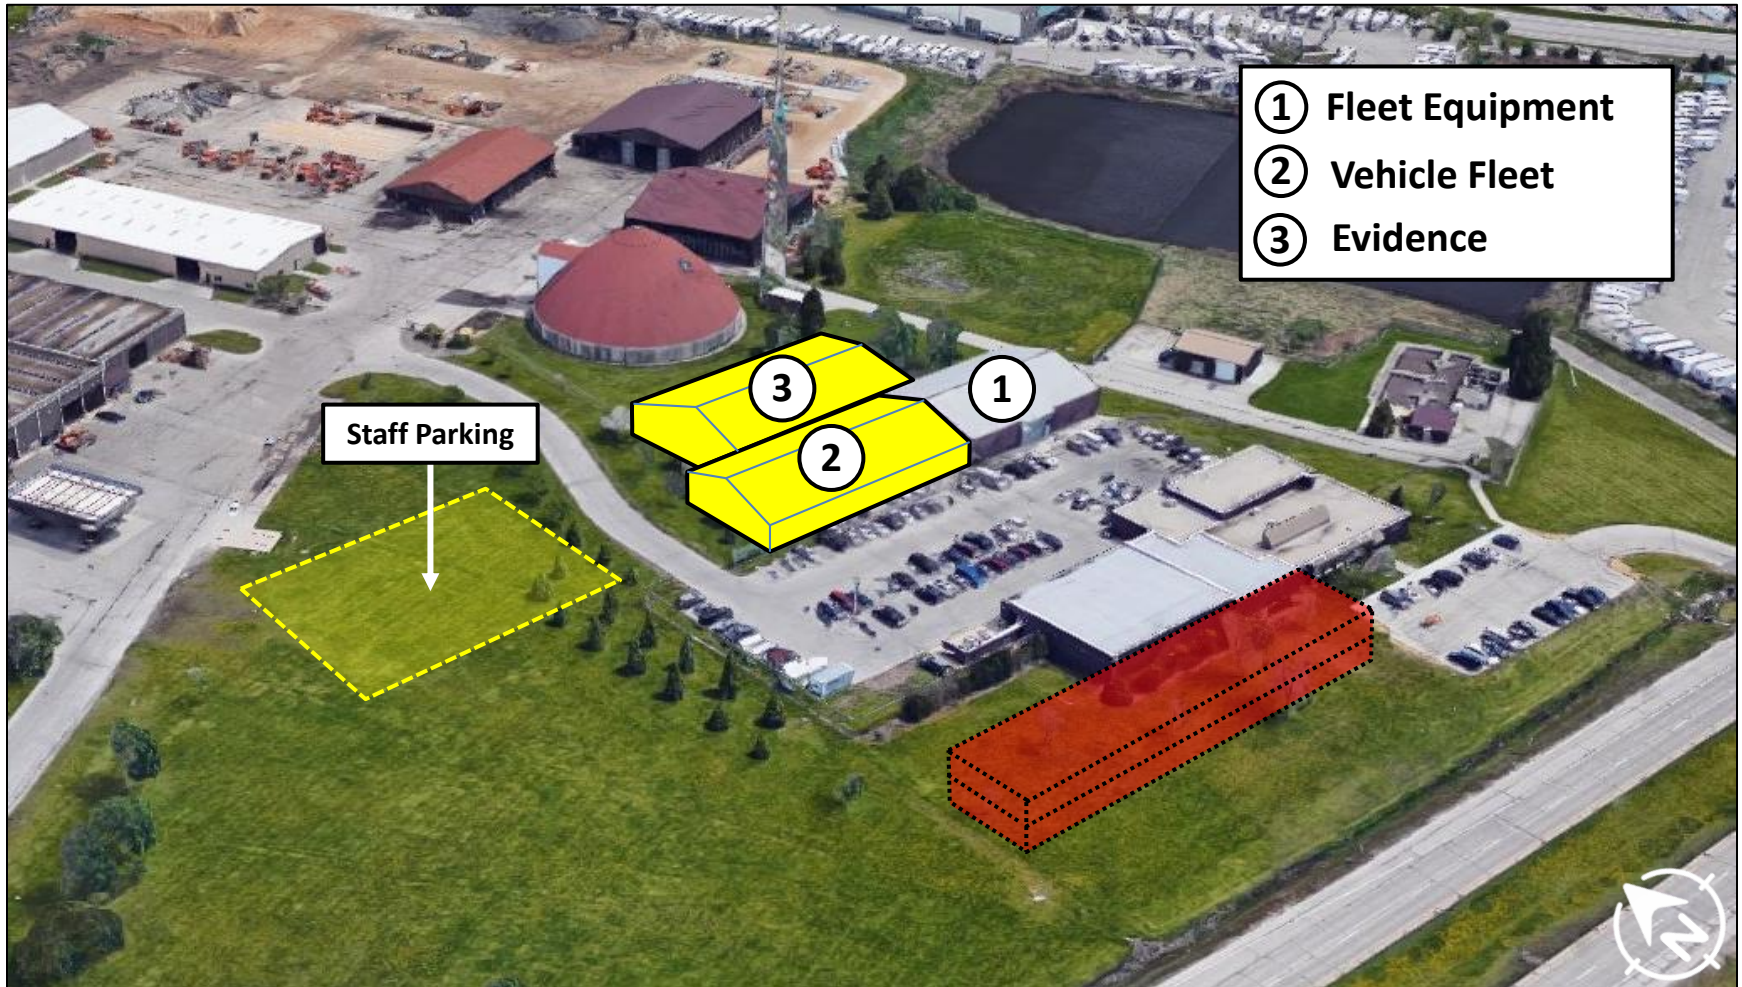 1 Fleet Equipment
2 Vehicle Fleet
3 Evidence
3
1
2
Staff Parking
N